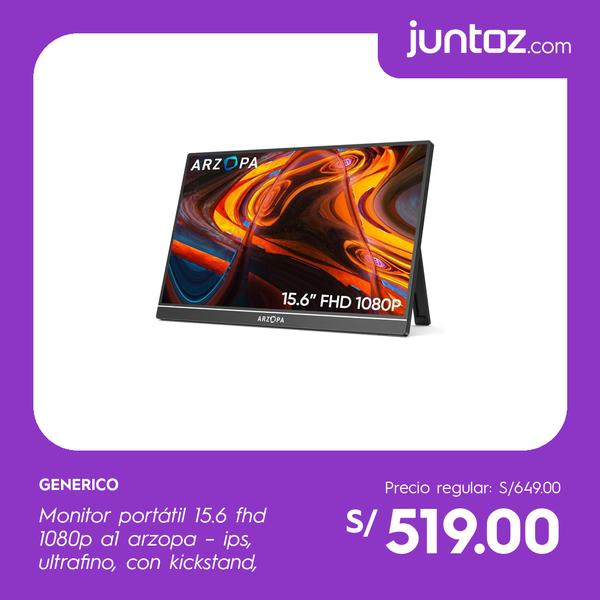 juntoz.com
ARZOPA
15.6" FHD 1080P
ARZOPA
GENERICO
Monitor portátil 15.6 fhd
1080p a1 arzopa - ips,
ultrafino, con kickstand,
Precio regular: S/649.00
S/ 519.00